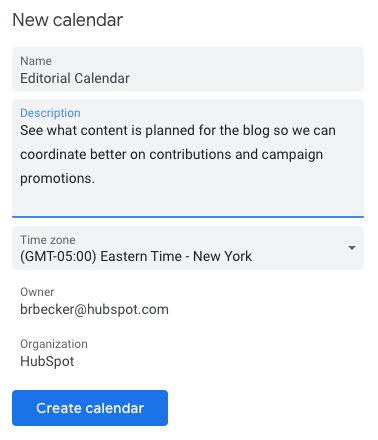 New calendar
Name
Editorial Calendar
Description
See what content is planned for the blog so we can
coordinate better on contributions and campaign
promotions.
Time zone
(GMT-05:00) Eastern Time - New York
Owner
brbecker@hubspot.com
Organization
HubSpot
Create calendar